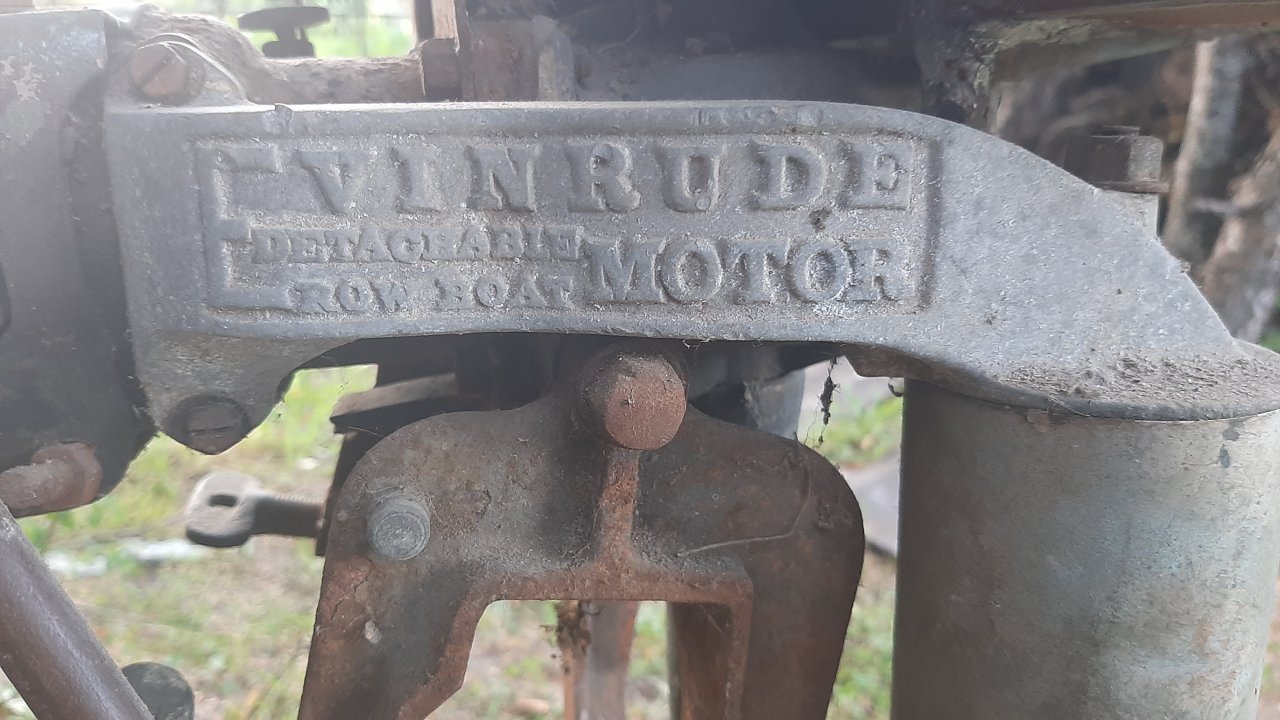 EVINRUDE
DETACHABLE
ROW BOAT MOTOR